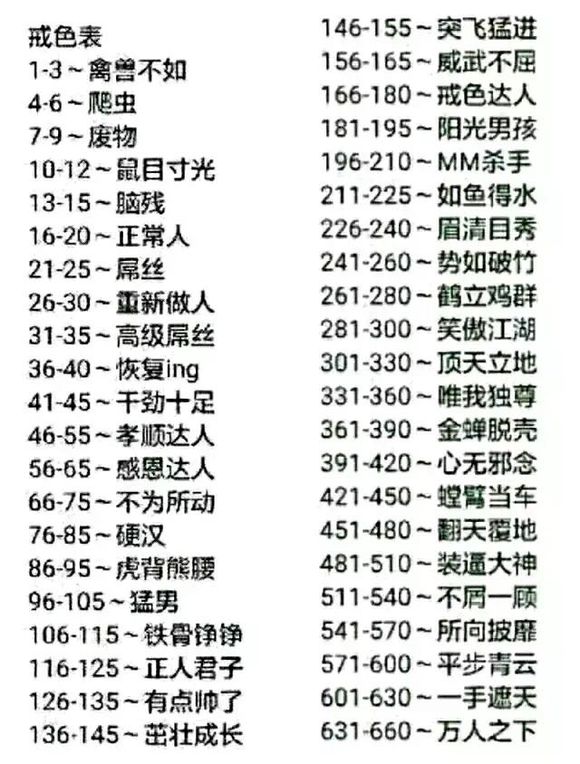 戒色表
1-3～禽兽不如
4-6～爬虫
7-9～废物
10-12～鼠目寸光
13-15～脑残
16-20～正常人
21-25～屌丝
26-30～重新做人
31-35～高级屌丝
36-40～恢复ing
41-45～干劲十足
46-55～孝顺达人
56-65～感恩达人
66-75～不为所动
76-85～硬汉
86-95～虎背熊腰
96-105～猛男
106-115～铁骨铮铮
116-125～正人君子
126-135～有点帅了
136-145～茁壮成长
146-155～突飞猛进
156-165～威武不屈
166-180～戒色达人
181-195～阳光男孩
196-210～MM杀手
211-225～如鱼得水
226-240～眉清目秀
241-260～势如破竹
261-280～鹤立鸡群
281-300～笑傲江湖
301-330～顶天立地
331-360～唯我独尊
361-390～金蝉脱壳
391-420～心无邪念
421-450～螳臂当车
451-480～翻天覆地
481-510～装逼大神
511-540～不屑一顾
541-570～所向披靡
571-600～平步青云
601-630～一手遮天
631-660～万人之下